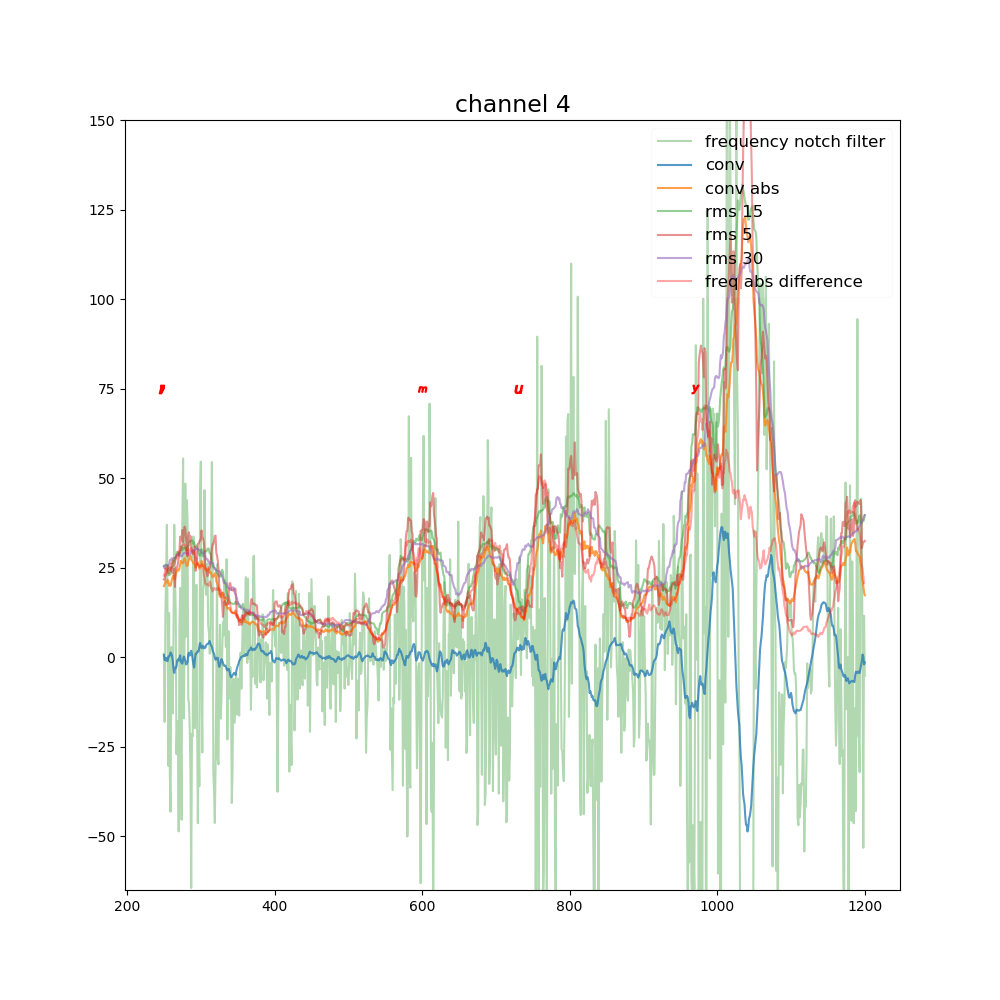 channel 4
150
125
100
75
50
25
0
−25
−50
200 400 600 800 1000 1200
frequency notch filter
conv
conv abs
rms 15
rms 5
rms 30
freq abs difference
m u y